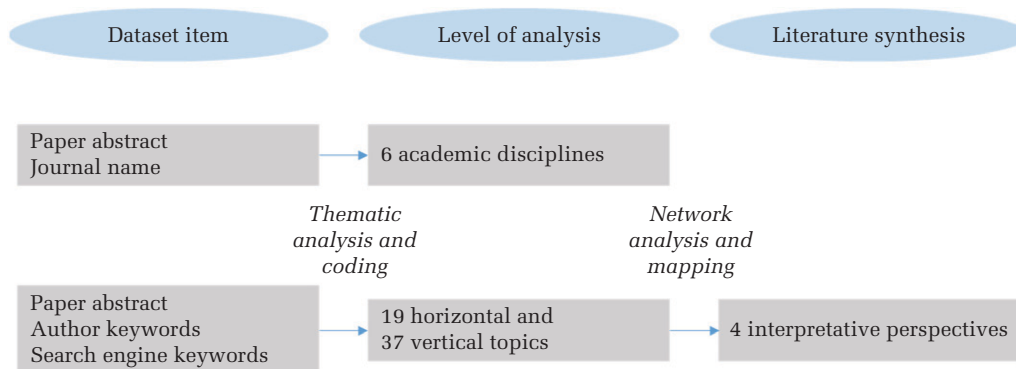 Dataset item
Level of analysis
Literature synthesis
Paper abstract
Journal name
6 academic disciplines
Thematic
analysis and
coding
Network
analysis and
mapping
Paper abstract
Author keywords
Search engine keywords
19 horizontal and
37 vertical topics
4 interpretative perspectives